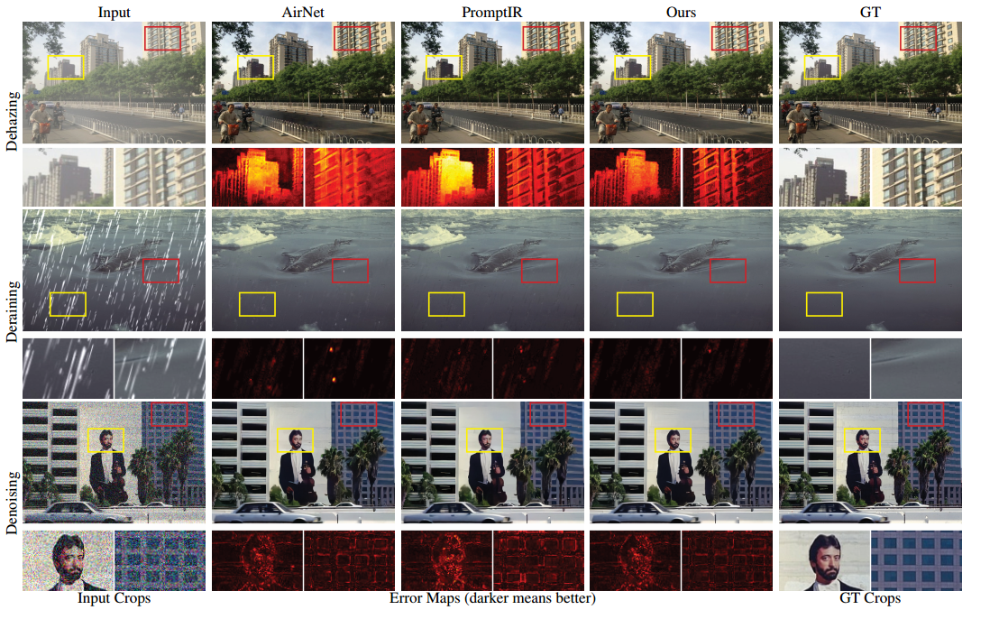 Input AirNet PromptIR Ours GT
Dehazing
Deraining
Denoising
Input Crops Error Maps (darker means better) GT Crops